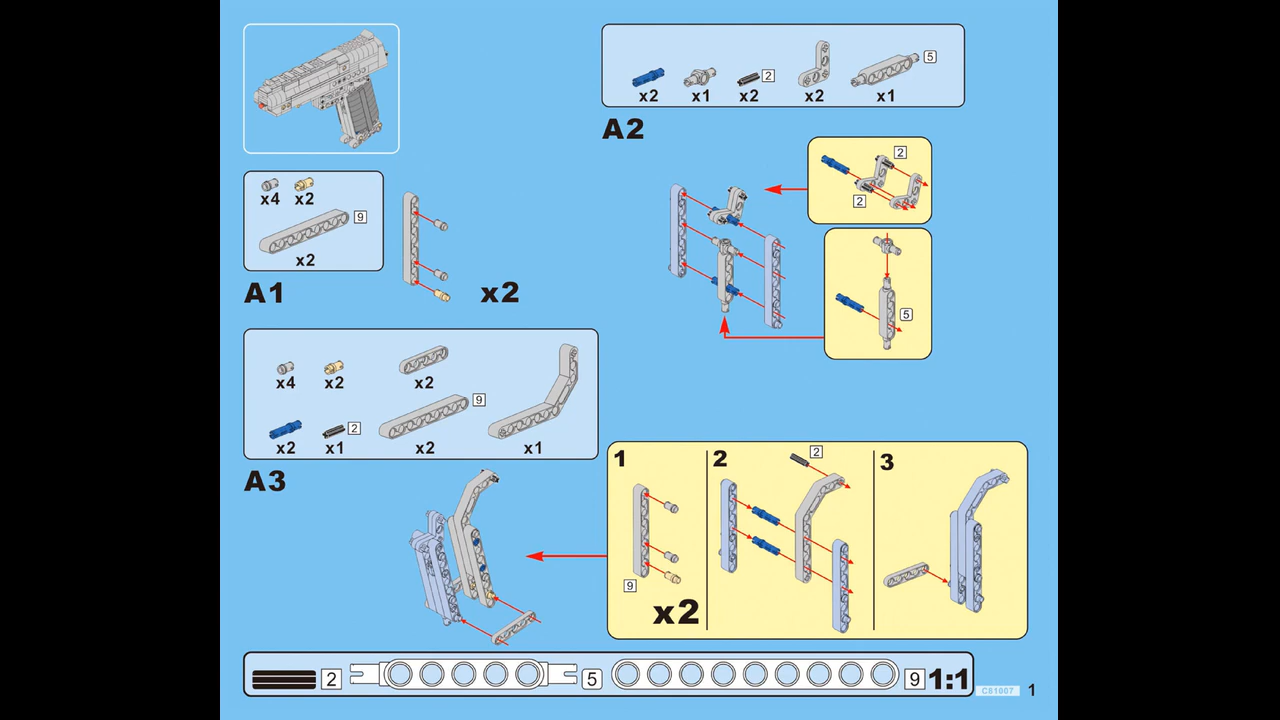 x2 x1 2 x2 x2 5 x1
A2
x4 x2
9
x2
A1
x2
2
2
5
x4 x2 x2
9
x2 2 x1 x2 x1
A3
1 2 3
2
9
x2
2 5 9 1:1
C81007 1